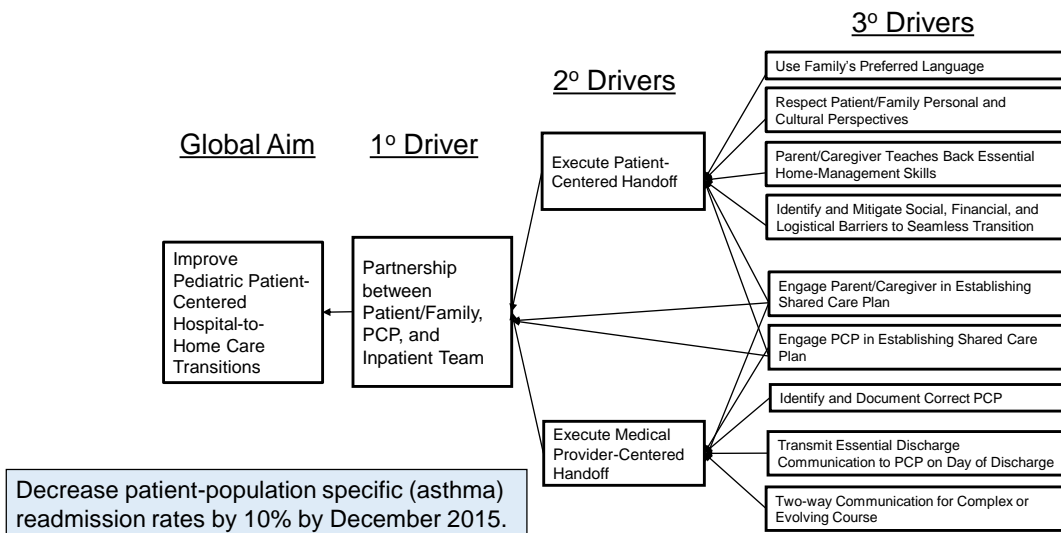 3º Drivers
2º Drivers
Global Aim
1º Driver
Use Family's Preferred Language
Respect Patient/Family Personal and
Cultural Perspectives
Parent/Caregiver Teaches Back Essential
Home-Management Skills
Identify and Mitigate Social, Financial, and
Logistical Barriers to Seamless Transition
Engage Parent/Caregiver in Establishing
Shared Care Plan
Engage PCP in Establishing Shared Care
Plan
Identify and Document Correct PCP
Transmit Essential Discharge
Communication to PCP on Day of Discharge
Two-way Communication for Complex or
Evolving Course
Execute Patient-
Centered Handoff
Execute Medical
Provider-Centered
Handoff
Partnership
between
Patient/Family,
PCP, and
Inpatient Team
Improve
Pediatric Patient-
Centered
Hospital-to-
Home Care
Transitions
Decrease patient-population specific (asthma)
readmission rates by 10% by December 2015.